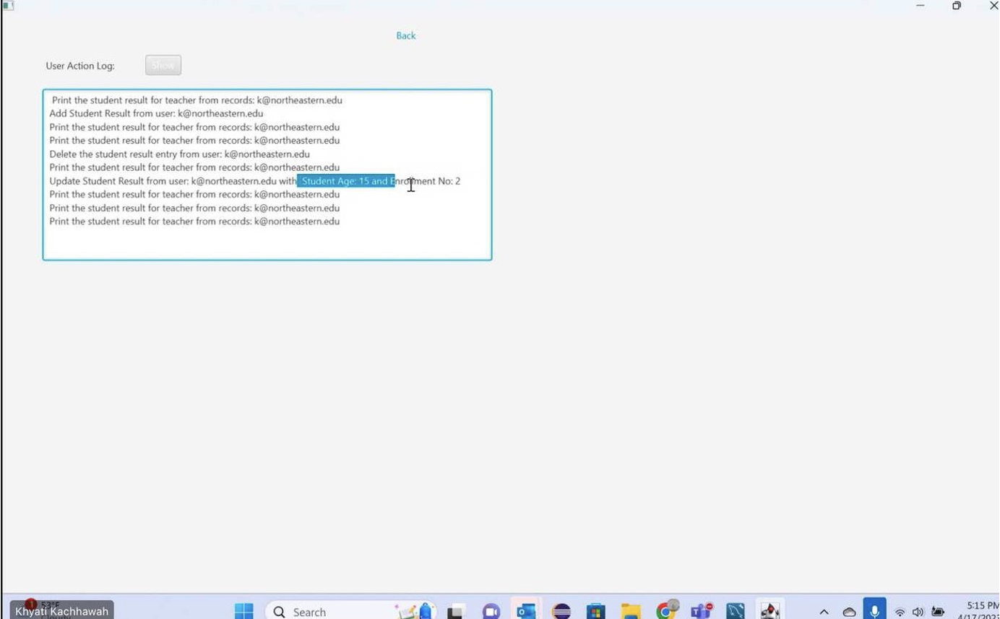 Back
User Action Log:
Show
Print the student result for teacher from records: k@northeastern.edu
Add Student Result from user: k@northeastern.edu
Print the student result for teacher from records: k@northeastern.edu
Print the student result for teacher from records: k@northeastern.edu
Delete the student result entry from user: k@northeastern.edu
Print the student result for teacher from records: k@northeastern.edu
Update Student Result from user: k@northeastern.edu with Student Age: 15 and Enrollment No: 2
Print the student result for teacher from records: k@northeastern.edu
Print the student result for teacher from records: k@northeastern.edu
Print the student result for teacher from records: k@northeastern.edu
1
53°F
Khyati Kachhawah
Search
5:15 PM